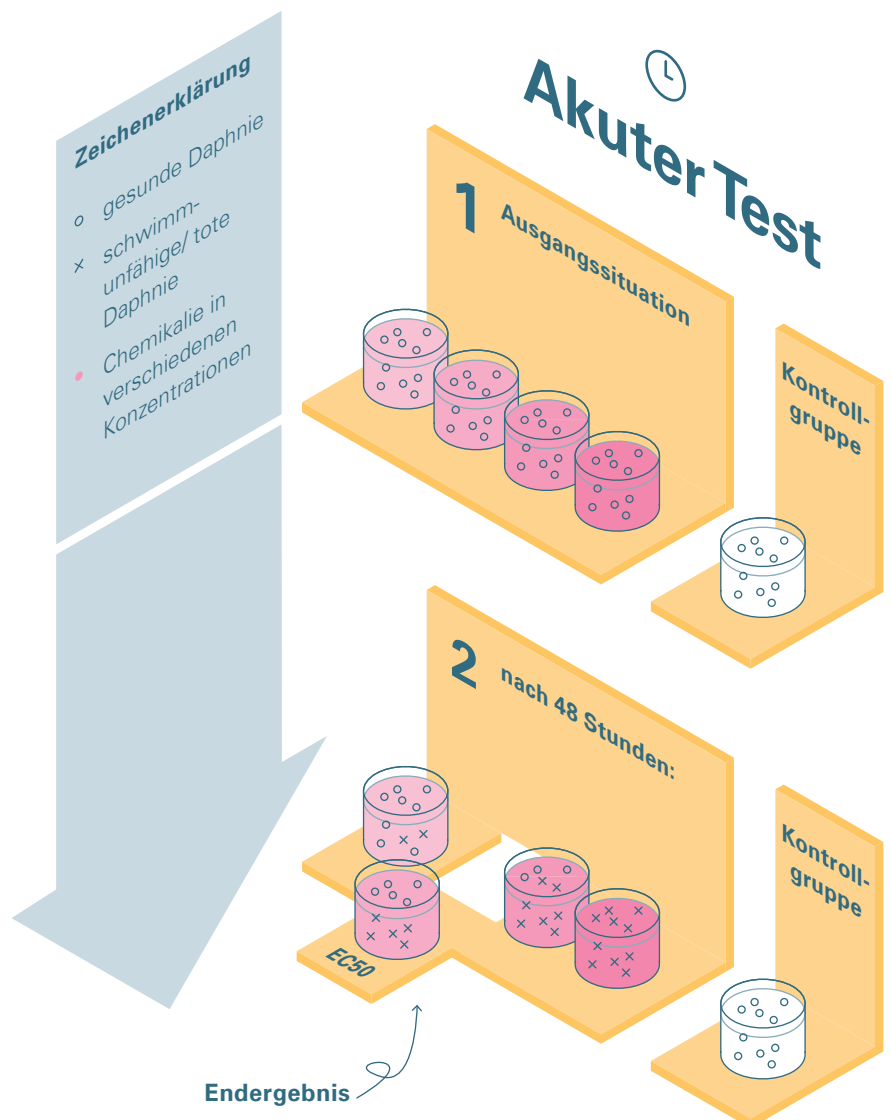 Akuter Test
Zeichenerklärung
gesunde Daphnie
schwimm-
unfähige/ tote
Daphnie
Chemikalie in
verschiedenen
Konzentrationen
1 Ausgangssituation
Kontroll-
gruppe
2 nach 48 Stunden:
Kontroll-
gruppe
EC50
Endergebnis